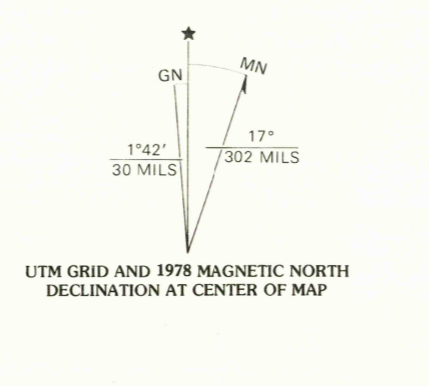 ★
GN
MN
1°42'
30 MILS
17°
302 MILS
UTM GRID AND 1978 MAGNETIC NORTH
DECLINATION AT CENTER OF MAP